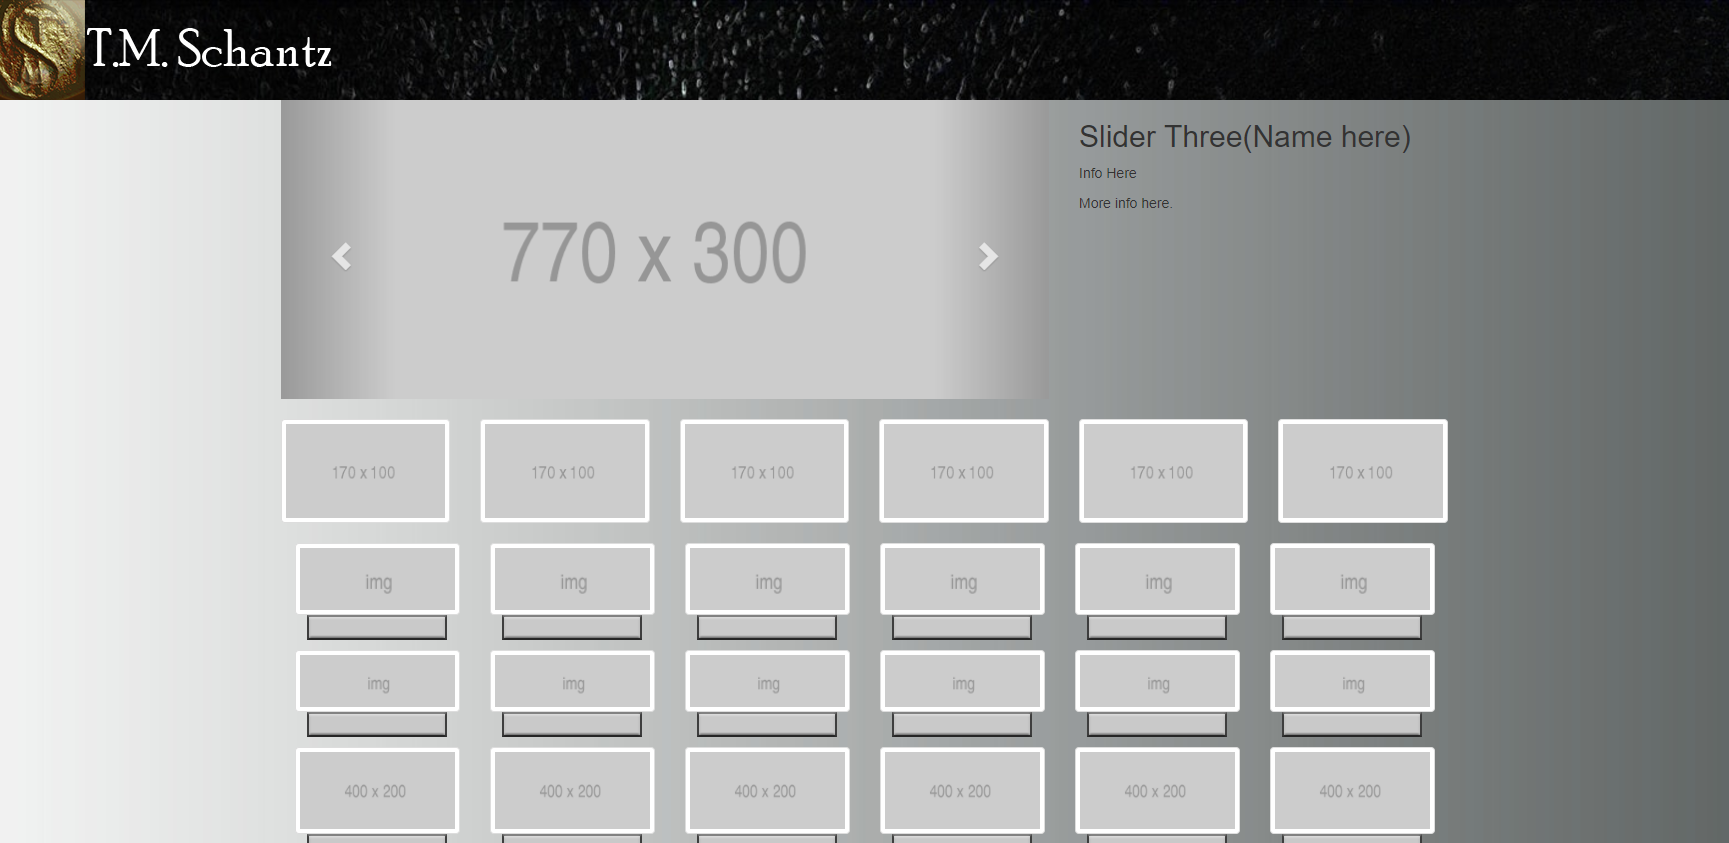 S T.M. Schantz
770 x 300
Slider Three(Name here)
Info Here
More info here.
170 x 100 170 x 100 170 x 100 170 x 100 170 x 100 170 x 100
img img img img img img
img img img img img img
400 x 200 400 x 200 400 x 200 400 x 200 400 x 200 400 x 200